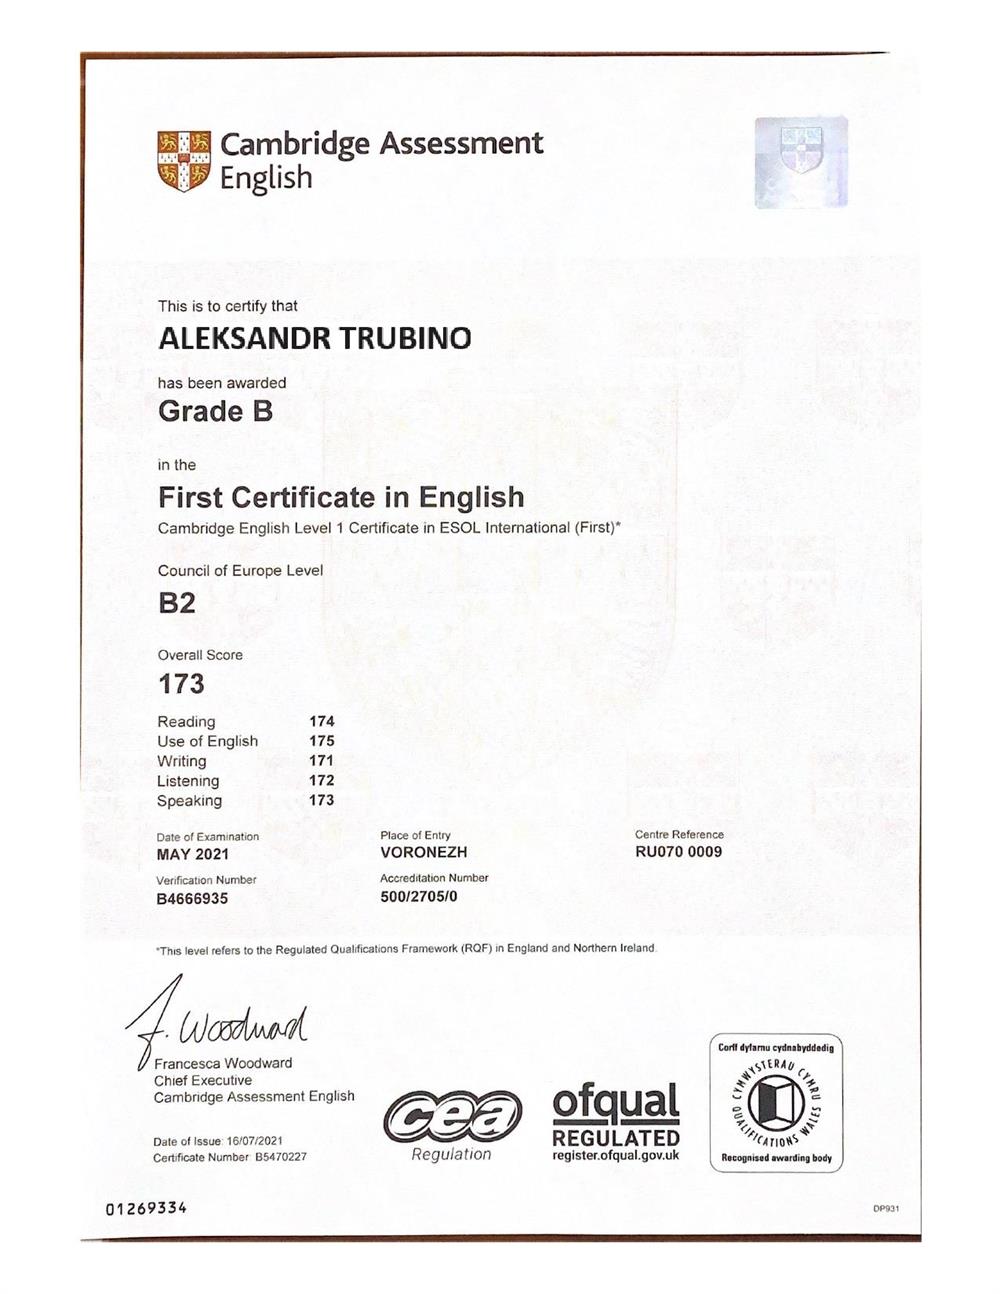 Cambridge Assessment
English
This is to certify that
ALEKSANDR TRUBINO
has been awarded
Grade B
in the
First Certificate in English
Cambridge English Level 1 Certificate in ESOL International (First)*
Council of Europe Level
B2
Overall Score
173
Reading 174
Use of English 175
Writing 171
Listening 172
Speaking 173
Date of Examination Place of Entry Centre Reference
MAY 2021 VORONEZH RU070 0009
Verification Number Accreditation Number
B4666935 500/2705/0
*This level refers to the Regulated Qualifications Framework (RQF) in England and Northern Ireland.
F. Woodward
Francesca Woodward
Chief Executive
Cambridge Assessment English
Date of Issue 16/07/2021
Certificate Number B5470227
cea
Regulation
ofqual
REGULATED
register.ofqual.gov.uk
Corff dyfarnu cydnabyddedig
CYMWYSTERAU CYMRU
QUALIFICATIONS WALES
Recognised awarding body
01269334
DP931